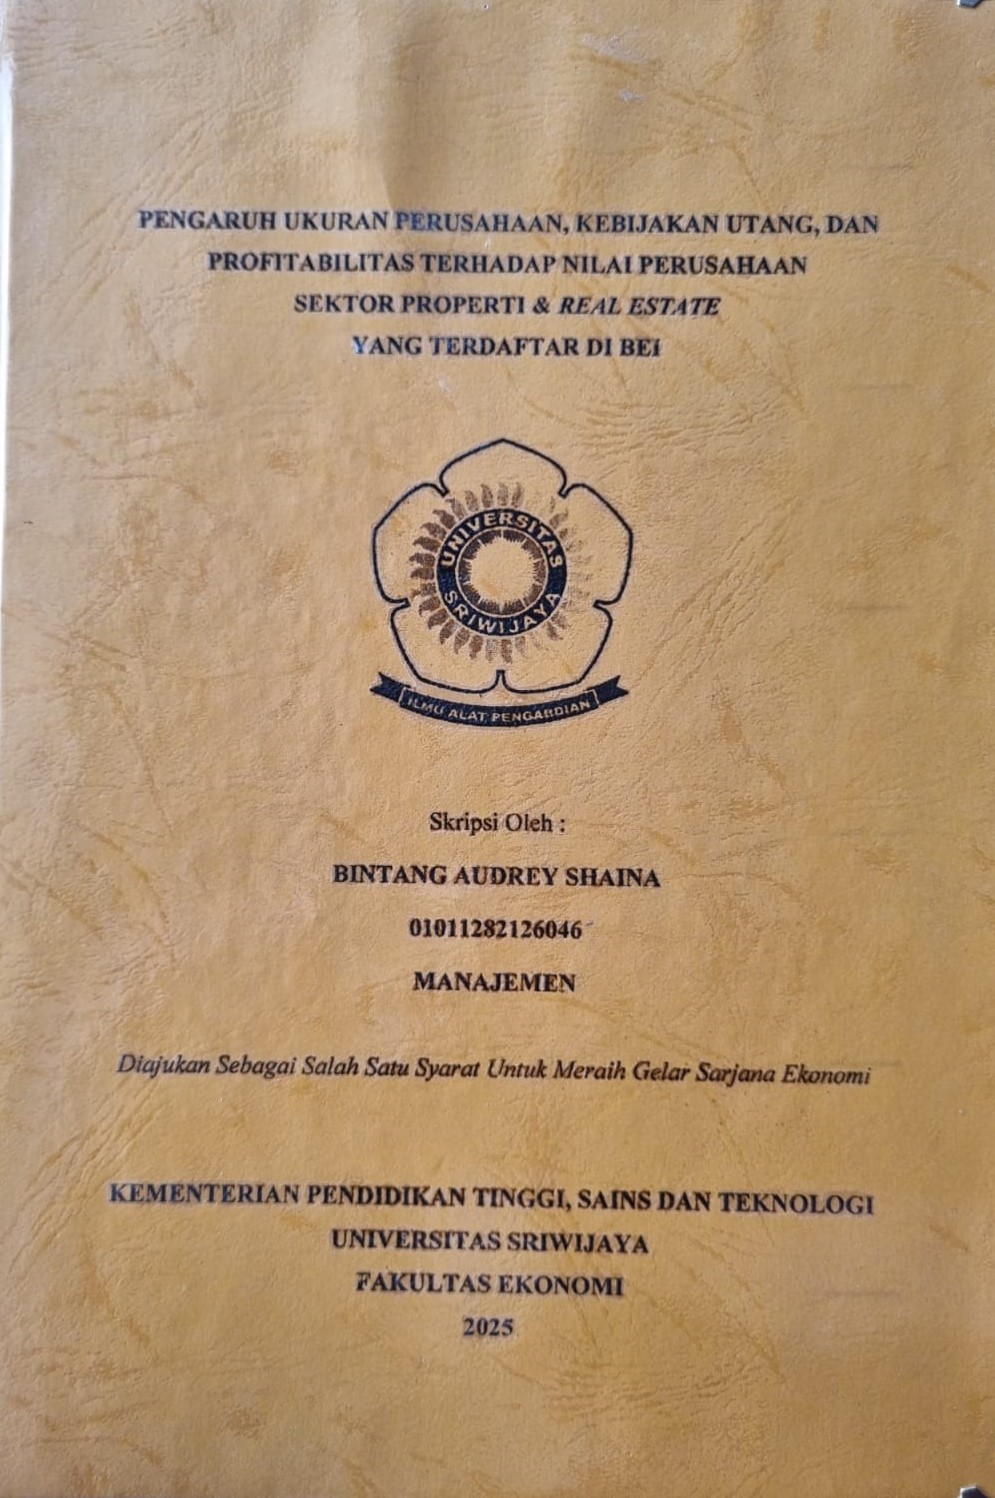 PENGARUH UKURAN PERUSAHAAN, KEBIJAKAN UTANG, DAN
PROFITABILITAS TERHADAP NILAI PERUSAHAAN
SEKTOR PROPERTI & REAL ESTATE
YANG TERDAFTAR DI BEI
UNIVERSITAS
SRIWIJAYA
ILMU ALAT PENGABDIAN
Skripsi Oleh :
BINTANG AUDREY SHAINA
01011282126046
MANAJEMEN
Diajukan Sebagai Salah Satu Syarat Untuk Meraih Gelar Sarjana Ekonomi
KEMENTERIAN PENDIDIKAN TINGGI, SAINS DAN TEKNOLOGI
UNIVERSITAS SRIWIJAYA
FAKULTAS EKONOMI
2025